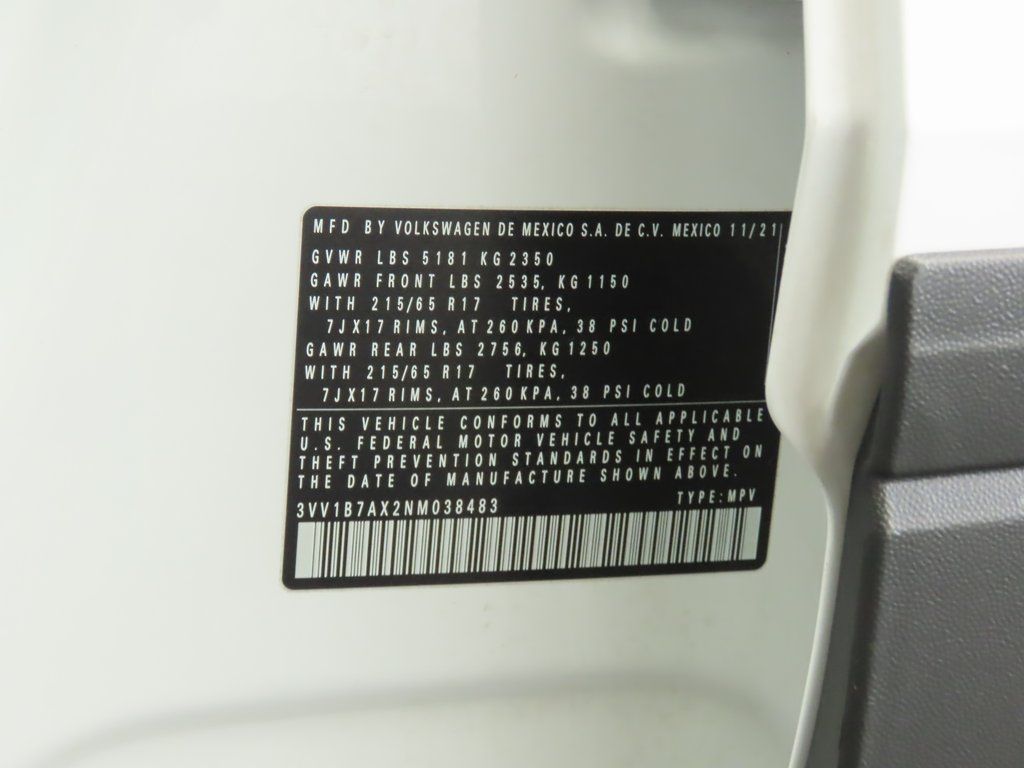 MFD BY VOLKSWAGEN DE MEXICO S.A. DE C.V. MEXICO 11/21
GVWR LBS 5181 KG 2350
GAWR FRONT LBS 2535, KG 1150
WITH 215/65 R17 TIRES,
7JX17 RIMS, AT 260 KPA, 38 PSI COLD
GAWR REAR LBS 2756, KG 1250
WITH 215/65 R17 TIRES,
7JX17 RIMS, AT 260 KPA, 38 PSI COLD
THIS VEHICLE CONFORMS TO ALL APPLICABLE
U.S. FEDERAL MOTOR VEHICLE SAFETY AND
THEFT PREVENTION STANDARDS IN EFFECT ON
THE DATE OF MANUFACTURE SHOWN ABOVE.
3VV1B7AX2NM038483 TYPE: MPV